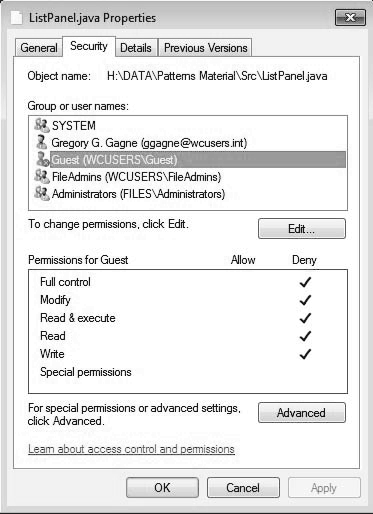 ListPanel.java Properties
General Security Details Previous Versions
Object name: H:\DATA\Patterns Material\Src\ListPanel.java
Group or user names:
SYSTEM
Gregory G. Gagne (ggagne@wcusers.int)
Guest (WCUSERS\Guest)
FileAdmins (WCUSERS\FileAdmins)
Administrators (FILES\Administrators)
To change permissions, click Edit.
Edit...
Permissions for Guest Allow Deny
Full control
Modify
Read & execute
Read
Write
Special permissions
For special permissions or advanced settings,
click Advanced.
Advanced
Learn about access control and permissions
OK Cancel Apply